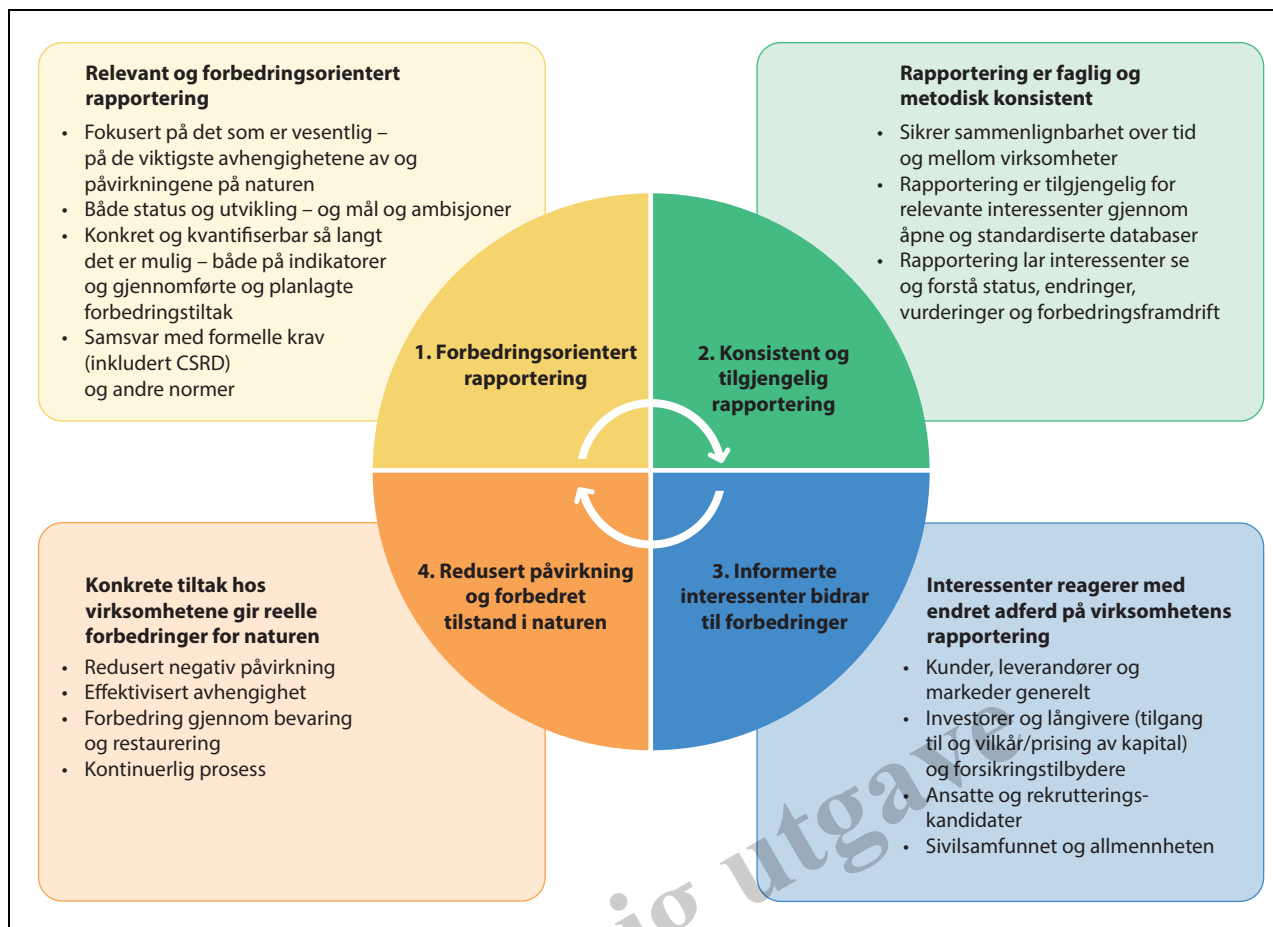 Relevant og forbedringsorientert
rapportering
• Fokusert på det som er vesentlig –
på de viktigste avhengighetene av og
påvirkningene på naturen
• Både status og utvikling – og mål og ambisjoner
• Konkret og kvantifiserbar så langt
det er mulig – både på indikatorer
og gjennomførte og planlagte
forbedringstiltak
• Samsvar med formelle krav
(inkludert CSRD)
og andre normer
Rapportering er faglig og
metodisk konsistent
• Sikrer sammenlignbarhet over tid
og mellom virksomheter
• Rapportering er tilgjengelig for
relevante interessenter gjennom
åpne og standardiserte databaser
• Rapportering lar interessenter se
og forstå status, endringer,
vurderinger og forbedringsframdrift
1. Forbedringsorientert
rapportering
2. Konsistent og
tilgjengelig
rapportering
4. Redusert påvirkning
og forbedret
tilstand i naturen
3. Informerte
interessenter bidrar
til forbedringer
Konkrete tiltak hos
virksomhetene gir reelle
forbedringer for naturen
• Redusert negativ påvirkning
• Effektivisert avhengighet
• Forbedring gjennom bevaring
og restaurering
• Kontinuerlig prosess
Interessenter reagerer med
endret adferd på virksomhetens
rapportering
• Kunder, leverandører og
markeder generelt
• Investorer og långivere (tilgang
til og vilkår/prising av kapital)
og forsikringstilbydere
• Ansatte og rekrutterings-
kandidater
• Sivilsamfunnet og allmennheten
ig utgave